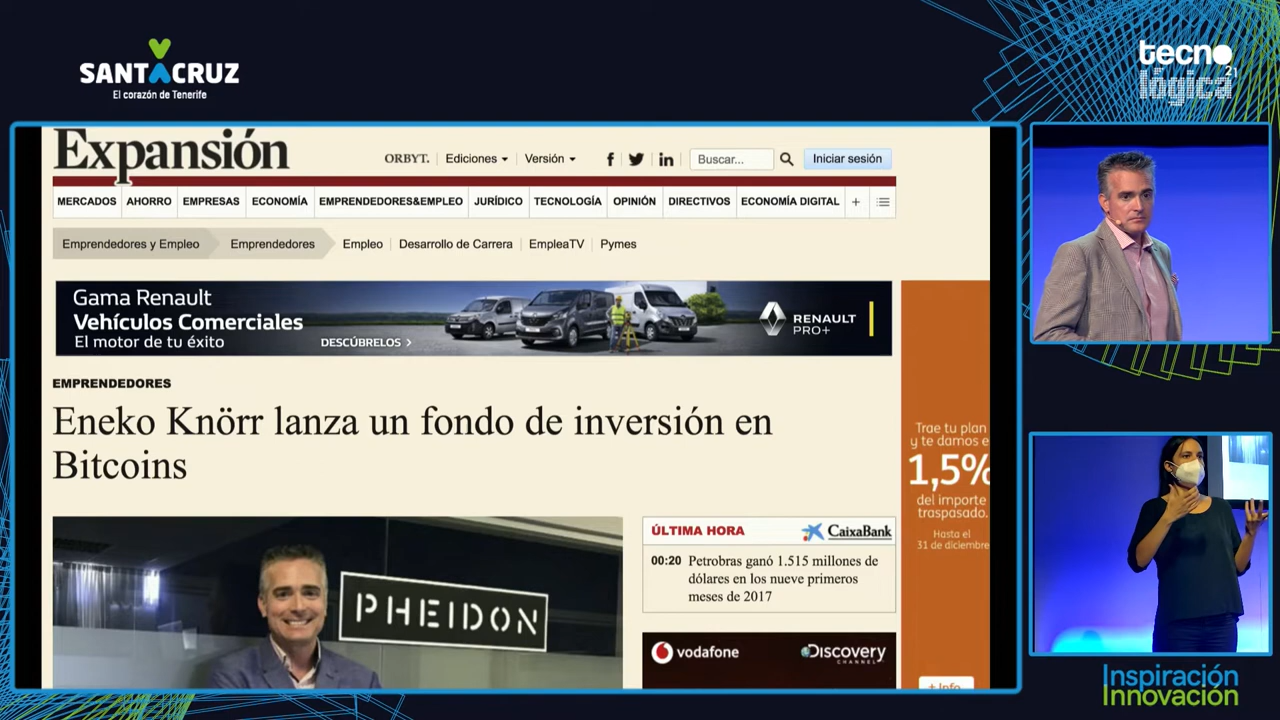 SANTACRUZ
El corazón de Tenerife
tecno
lógica
21
Expansión
ORBYT.
Ediciones
Versión
Buscar...
Iniciar sesión
MERCADOS AHORRO EMPRESAS ECONOMÍA EMPRENDEDORES&EMPLEO JURÍDICO TECNOLOGÍA OPINIÓN DIRECTIVOS ECONOMÍA DIGITAL +
Emprendedores y Empleo Emprendedores Empleo Desarrollo de Carrera EmpleaTV Pymes
Gama Renault
Vehículos Comerciales
El motor de tu éxito
DESCÚBRELOS >
RENAULT
PRO+
EMPRENDEDORES
Eneko Knörr lanza un fondo de inversión en
Bitcoins
PHEIDON
ÚLTIMA HORA
CaixaBank
00:20 Petrobras ganó 1.515 millones de
dólares en los nueve primeros
meses de 2017
vodafone
Discovery
CHANNEL
Trae tu plan
y te damos e
1,5%
del importe
traspasado.
Hasta el
31 de diciembre
+ Info
Inspiración
Innovación